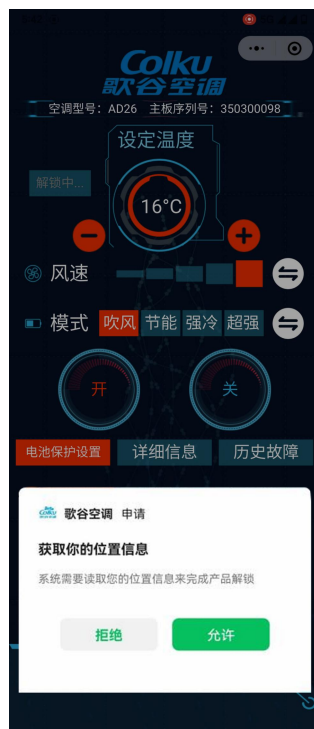 Colku
歌谷空调
空调型号：AD26 主板序列号：350300098
设定温度
解锁中...
16°C
风速
模式 吹风 节能 强冷 超强
开 关
电池保护设置 详细信息 历史故障
Colku 歌谷空调 申请
获取你的位置信息
系统需要读取您的位置信息来完成产品解锁
拒绝 允许